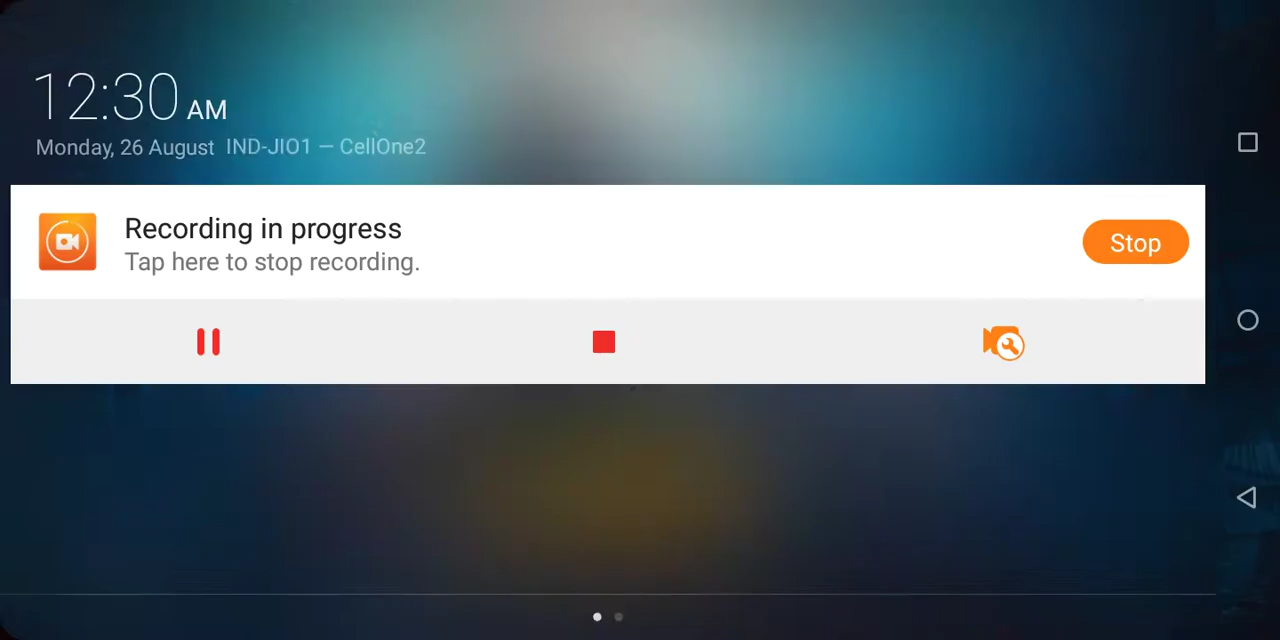 12:30 AM
Monday, 26 August IND-JIO1 — CellOne2
Recording in progress
Tap here to stop recording.
Stop